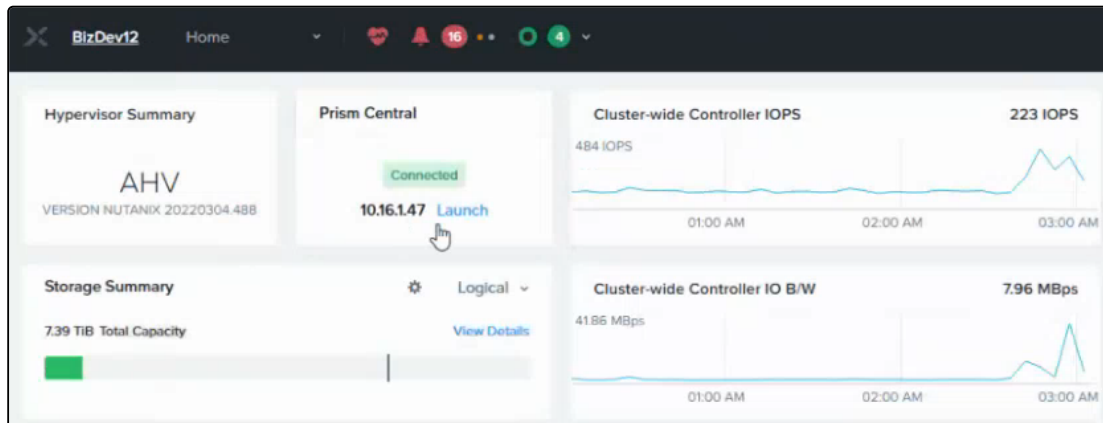 BizDev12 Home 16 4
Hypervisor Summary
AHV
VERSION NUTANIX 20220304.488
Prism Central
Connected
10.16.1.47 Launch
Cluster-wide Controller IOPS 223 IOPS
484 IOPS
01:00 AM 02:00 AM 03:00 AM
Storage Summary Logical
7.39 TiB Total Capacity View Details
Cluster-wide Controller IO B/W 7.96 MBps
41.86 MBps
01:00 AM 02:00 AM 03:00 AM